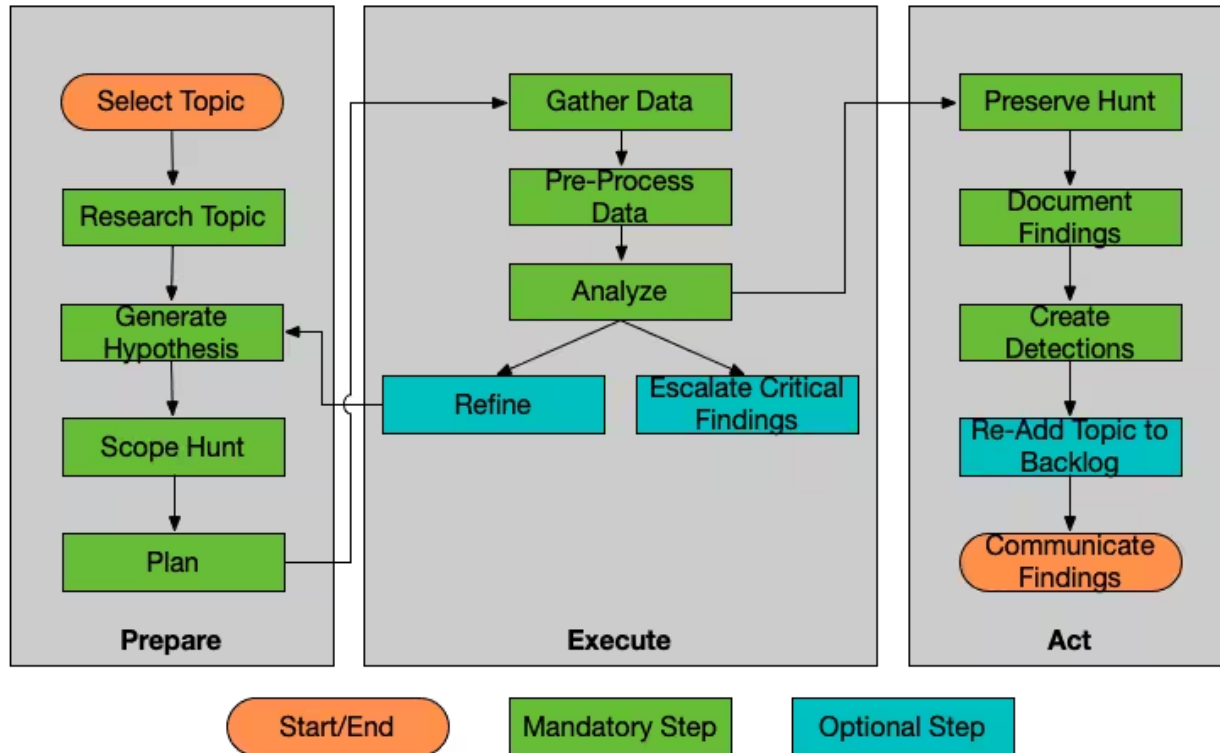 Select Topic
Research Topic
Generate
Hypothesis
Scope Hunt
Plan
Prepare
Gather Data
Pre-Process
Data
Analyze
Refine
Escalate Critical
Findings
Execute
Preserve Hunt
Document
Findings
Create
Detections
Re-Add Topic to
Backlog
Communicate
Findings
Act
Start/End
Mandatory Step
Optional Step